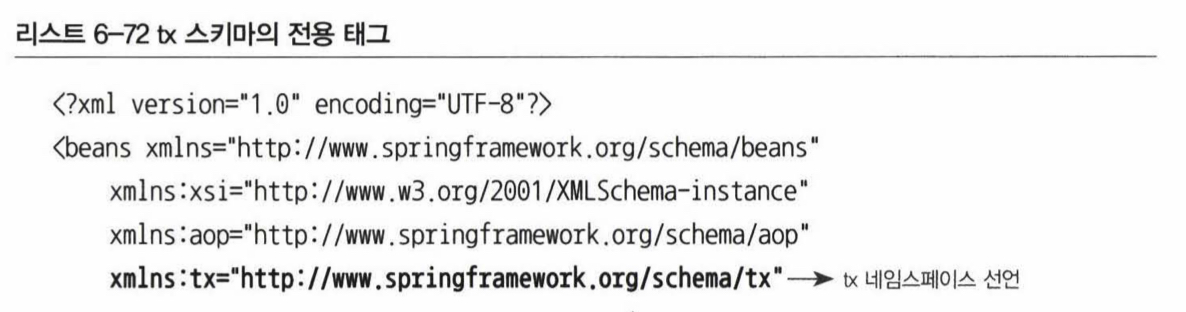 리스트 6-72 tx 스키마의 전용 태그
<?xml version="1.0" encoding="UTF-8"?>
<beans xmlns="http://www.springframework.org/schema/beans"
xmlns:xsi="http://www.w3.org/2001/XMLSchema-instance"
xmlns:aop="http://www.springframework.org/schema/aop"
xmlns:tx="http://www.springframework.org/schema/tx" → tx 네임스페이스 선언